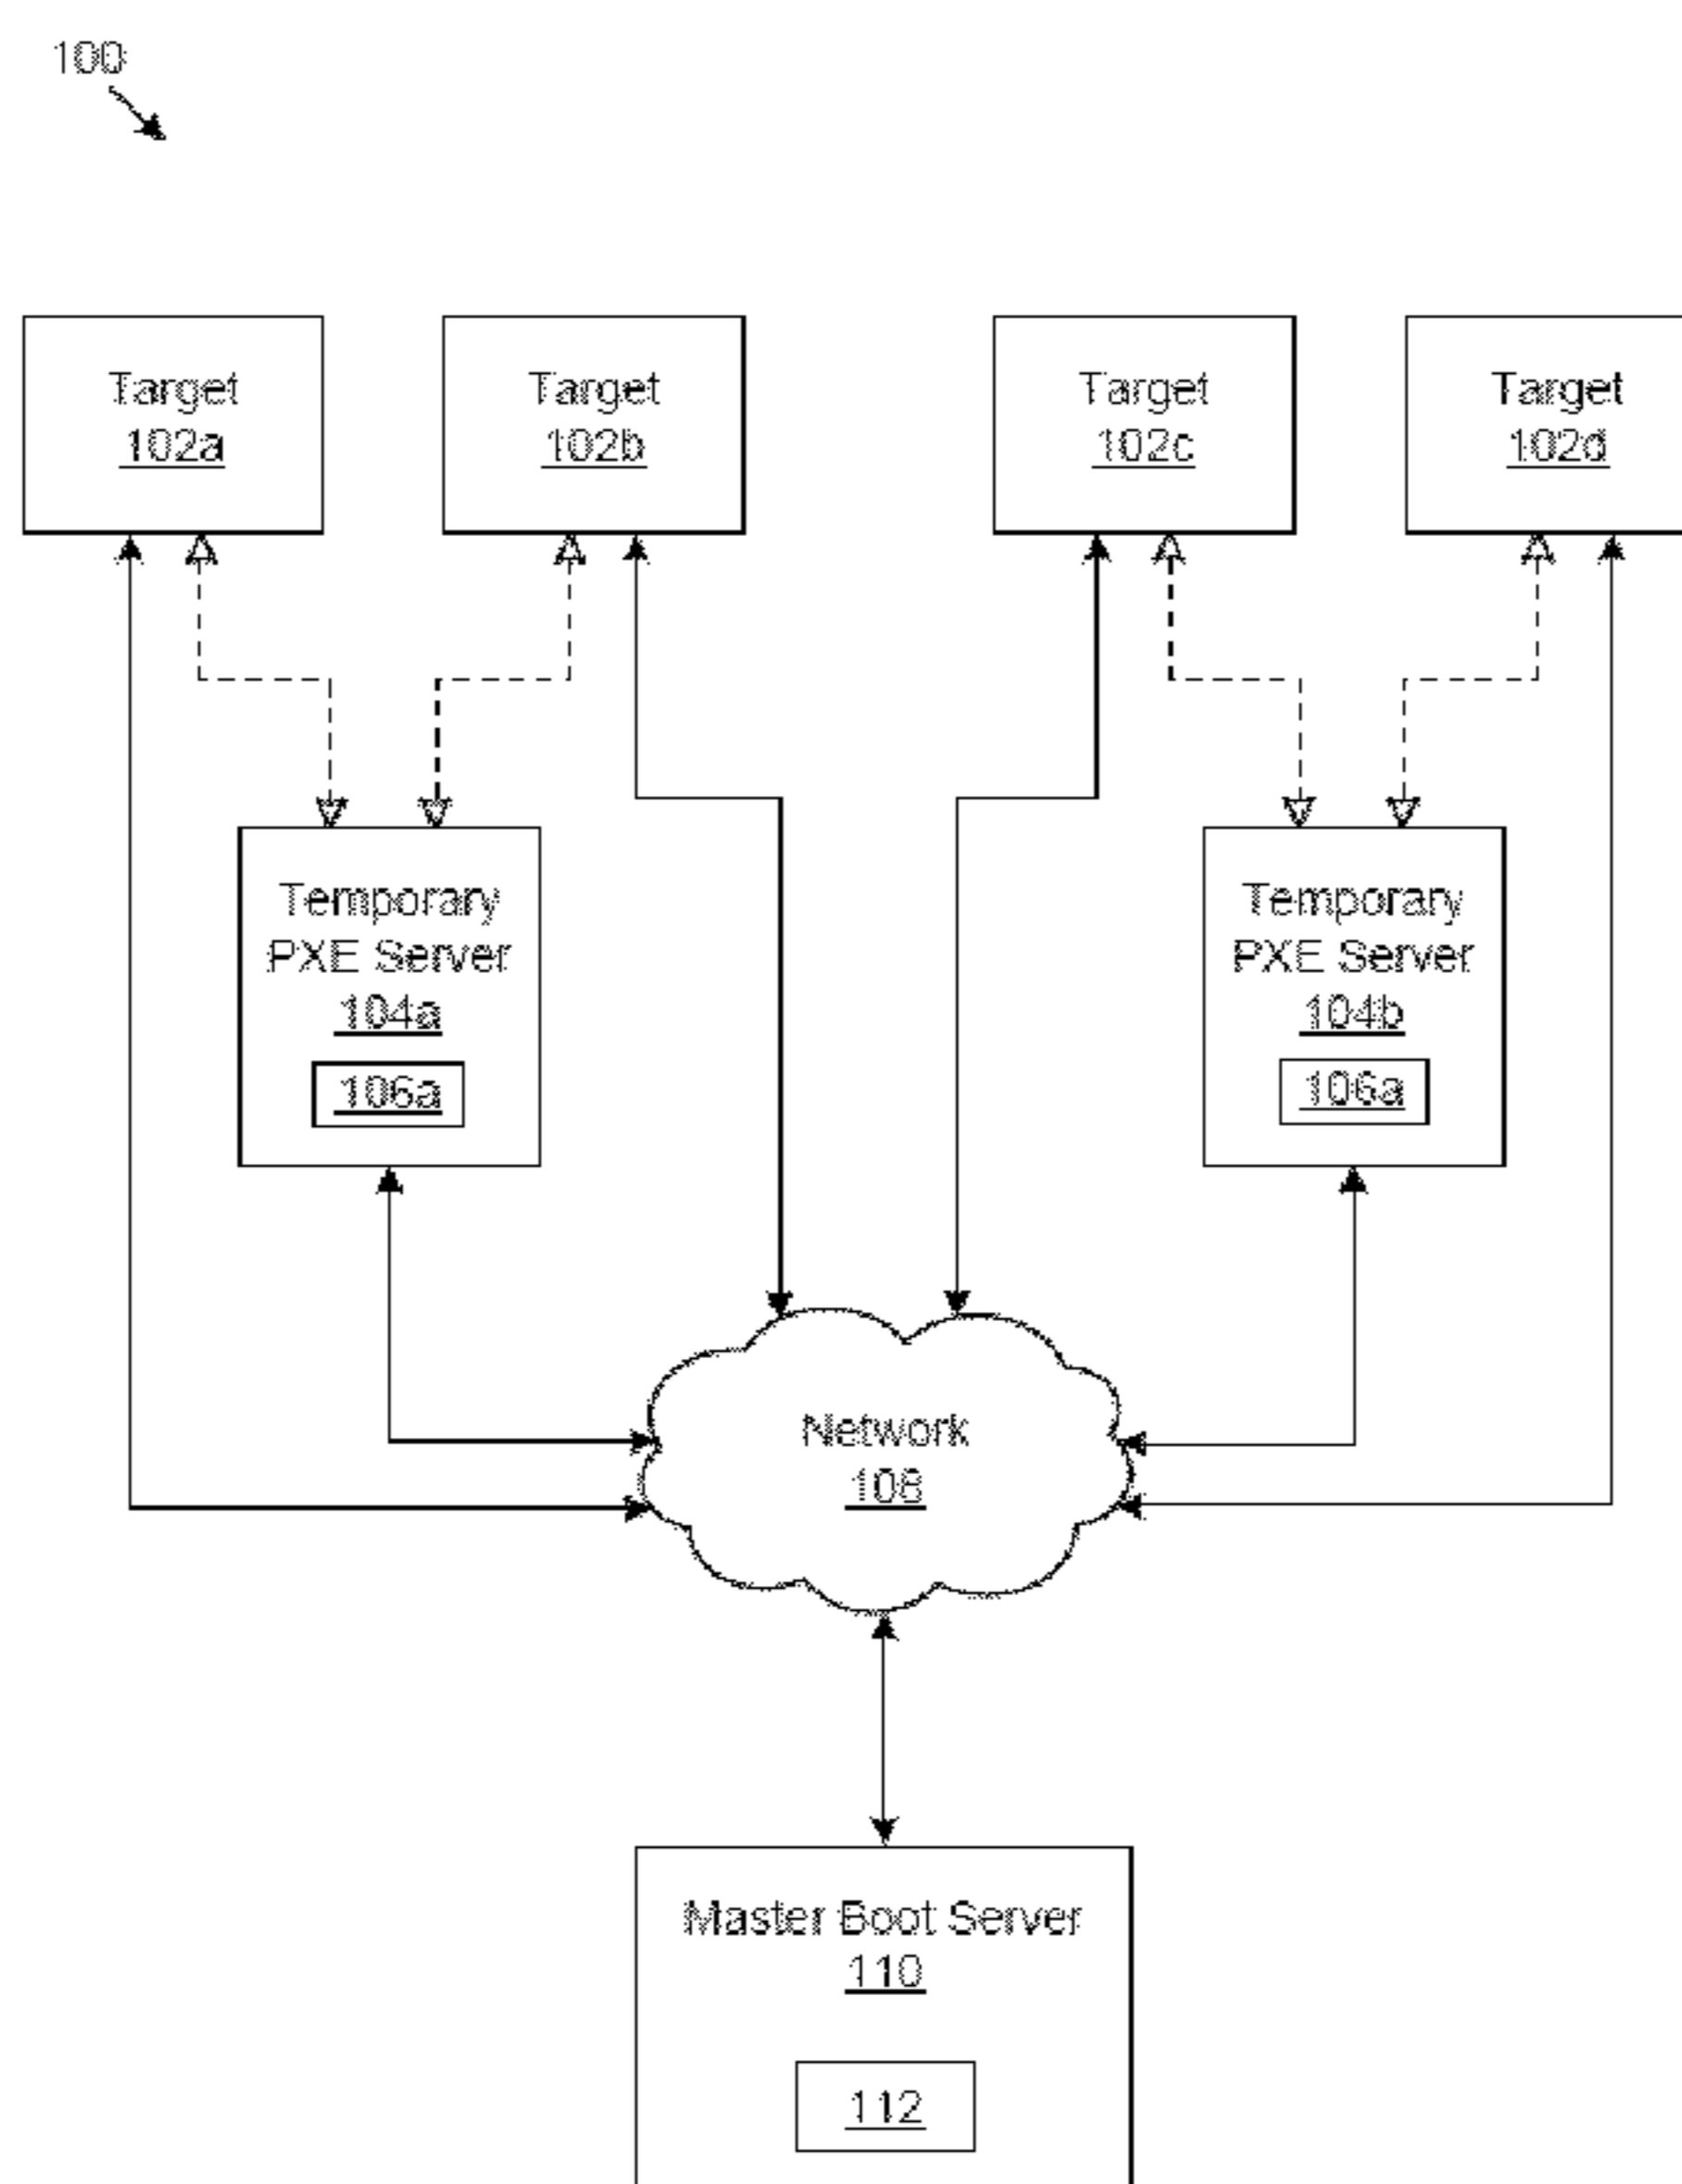 100
Target
102a
Target
102b
Target
102c
Target
102d
Temporary
PXE Server
104a
106a
Temporary
PXE Server
104b
106a
Network
108
Master Boot Server
110
112